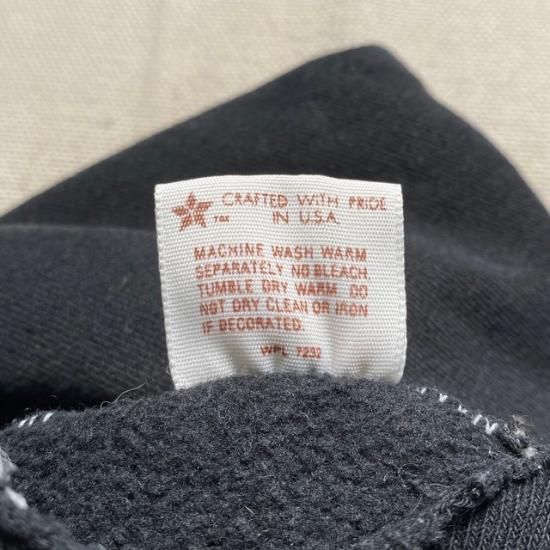 CRAFTED WITH PRIDE
TM IN U.S.A.
MACHINE WASH WARM
SEPARATELY NO BLEACH.
TUMBLE DRY WARM. DO
NOT DRY CLEAN OR IRON
IF DECORATED.
WPL 7232